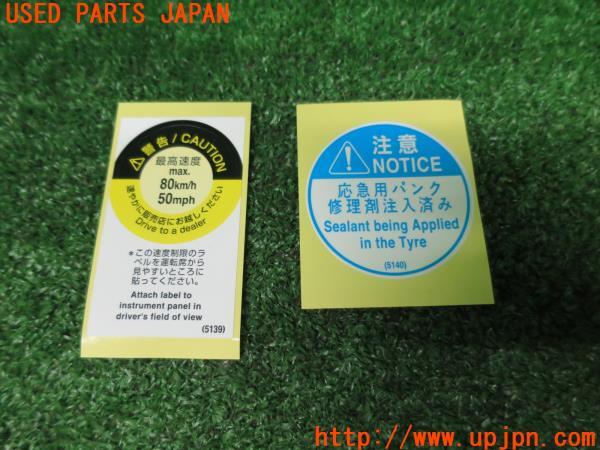 USED PARTS JAPAN
警告/CAUTION
最高速度
max.
80km/h
50mph
速やかに販売店にお越しください
Drive to a dealer
*この速度制限のラ
ベルを運転席から
見やすいところに
貼ってください。
Attach label to
instrument panel in
driver's field of view
(5139)
注意
NOTICE
応急用パンク
修理剤注入済み
Sealant being Applied
in the Tyre
(5140)
http://www.upjpn.com/